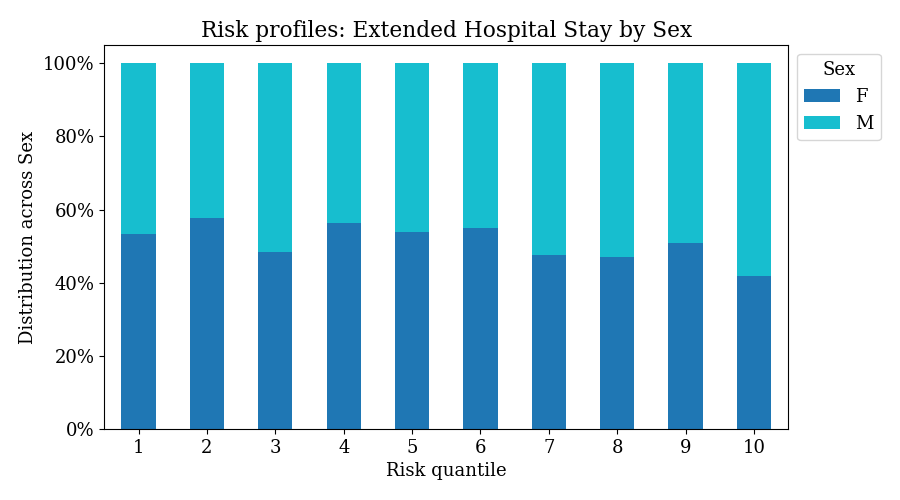 Risk profiles: Extended Hospital Stay by Sex
100%
80%
60%
40%
20%
0%
Distribution across Sex
1 2 3 4 5 6 7 8 9 10
Risk quantile
Sex
F
M